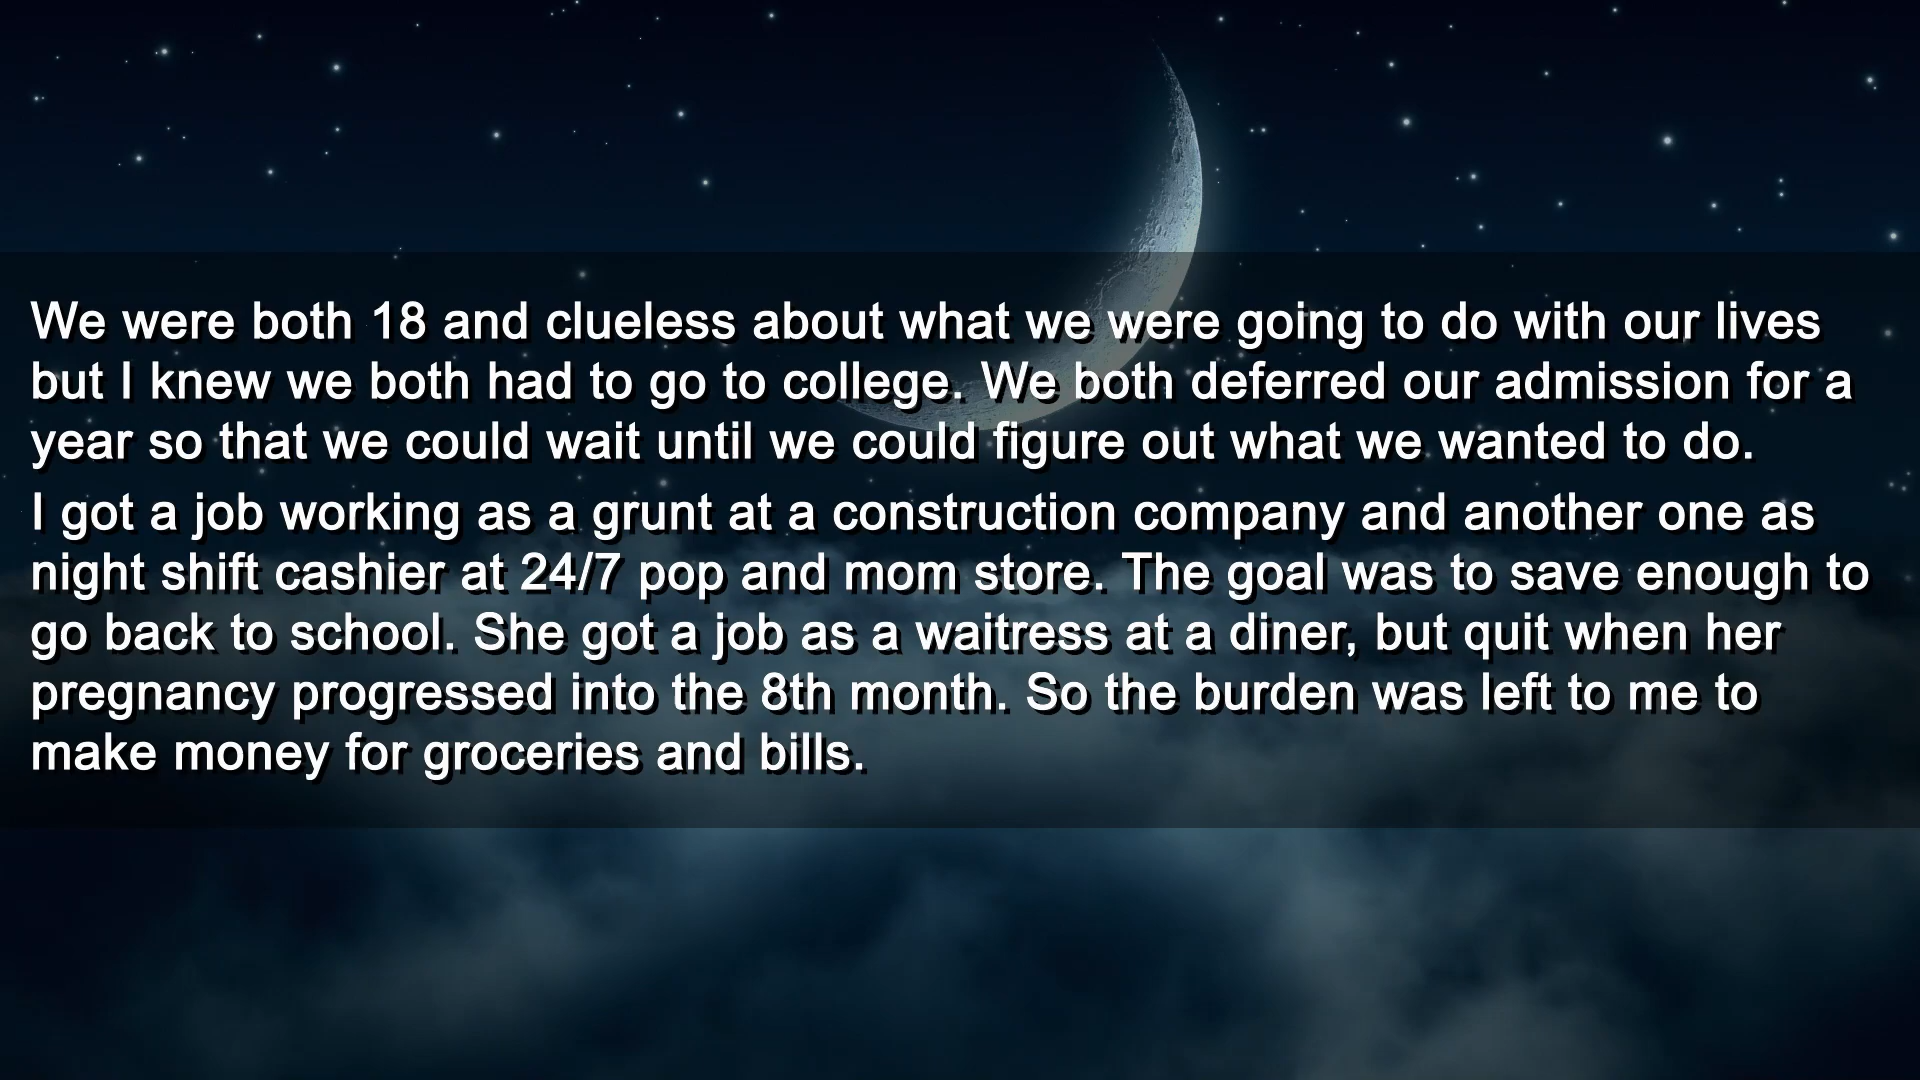 We were both 18 and clueless about what we were going to do with our lives
but I knew we both had to go to college. We both deferred our admission for a
year so that we could wait until we could figure out what we wanted to do.
I got a job working as a grunt at a construction company and another one as
night shift cashier at 24/7 pop and mom store. The goal was to save enough to
go back to school. She got a job as a waitress at a diner, but quit when her
pregnancy progressed into the 8th month. So the burden was left to me to
make money for groceries and bills.